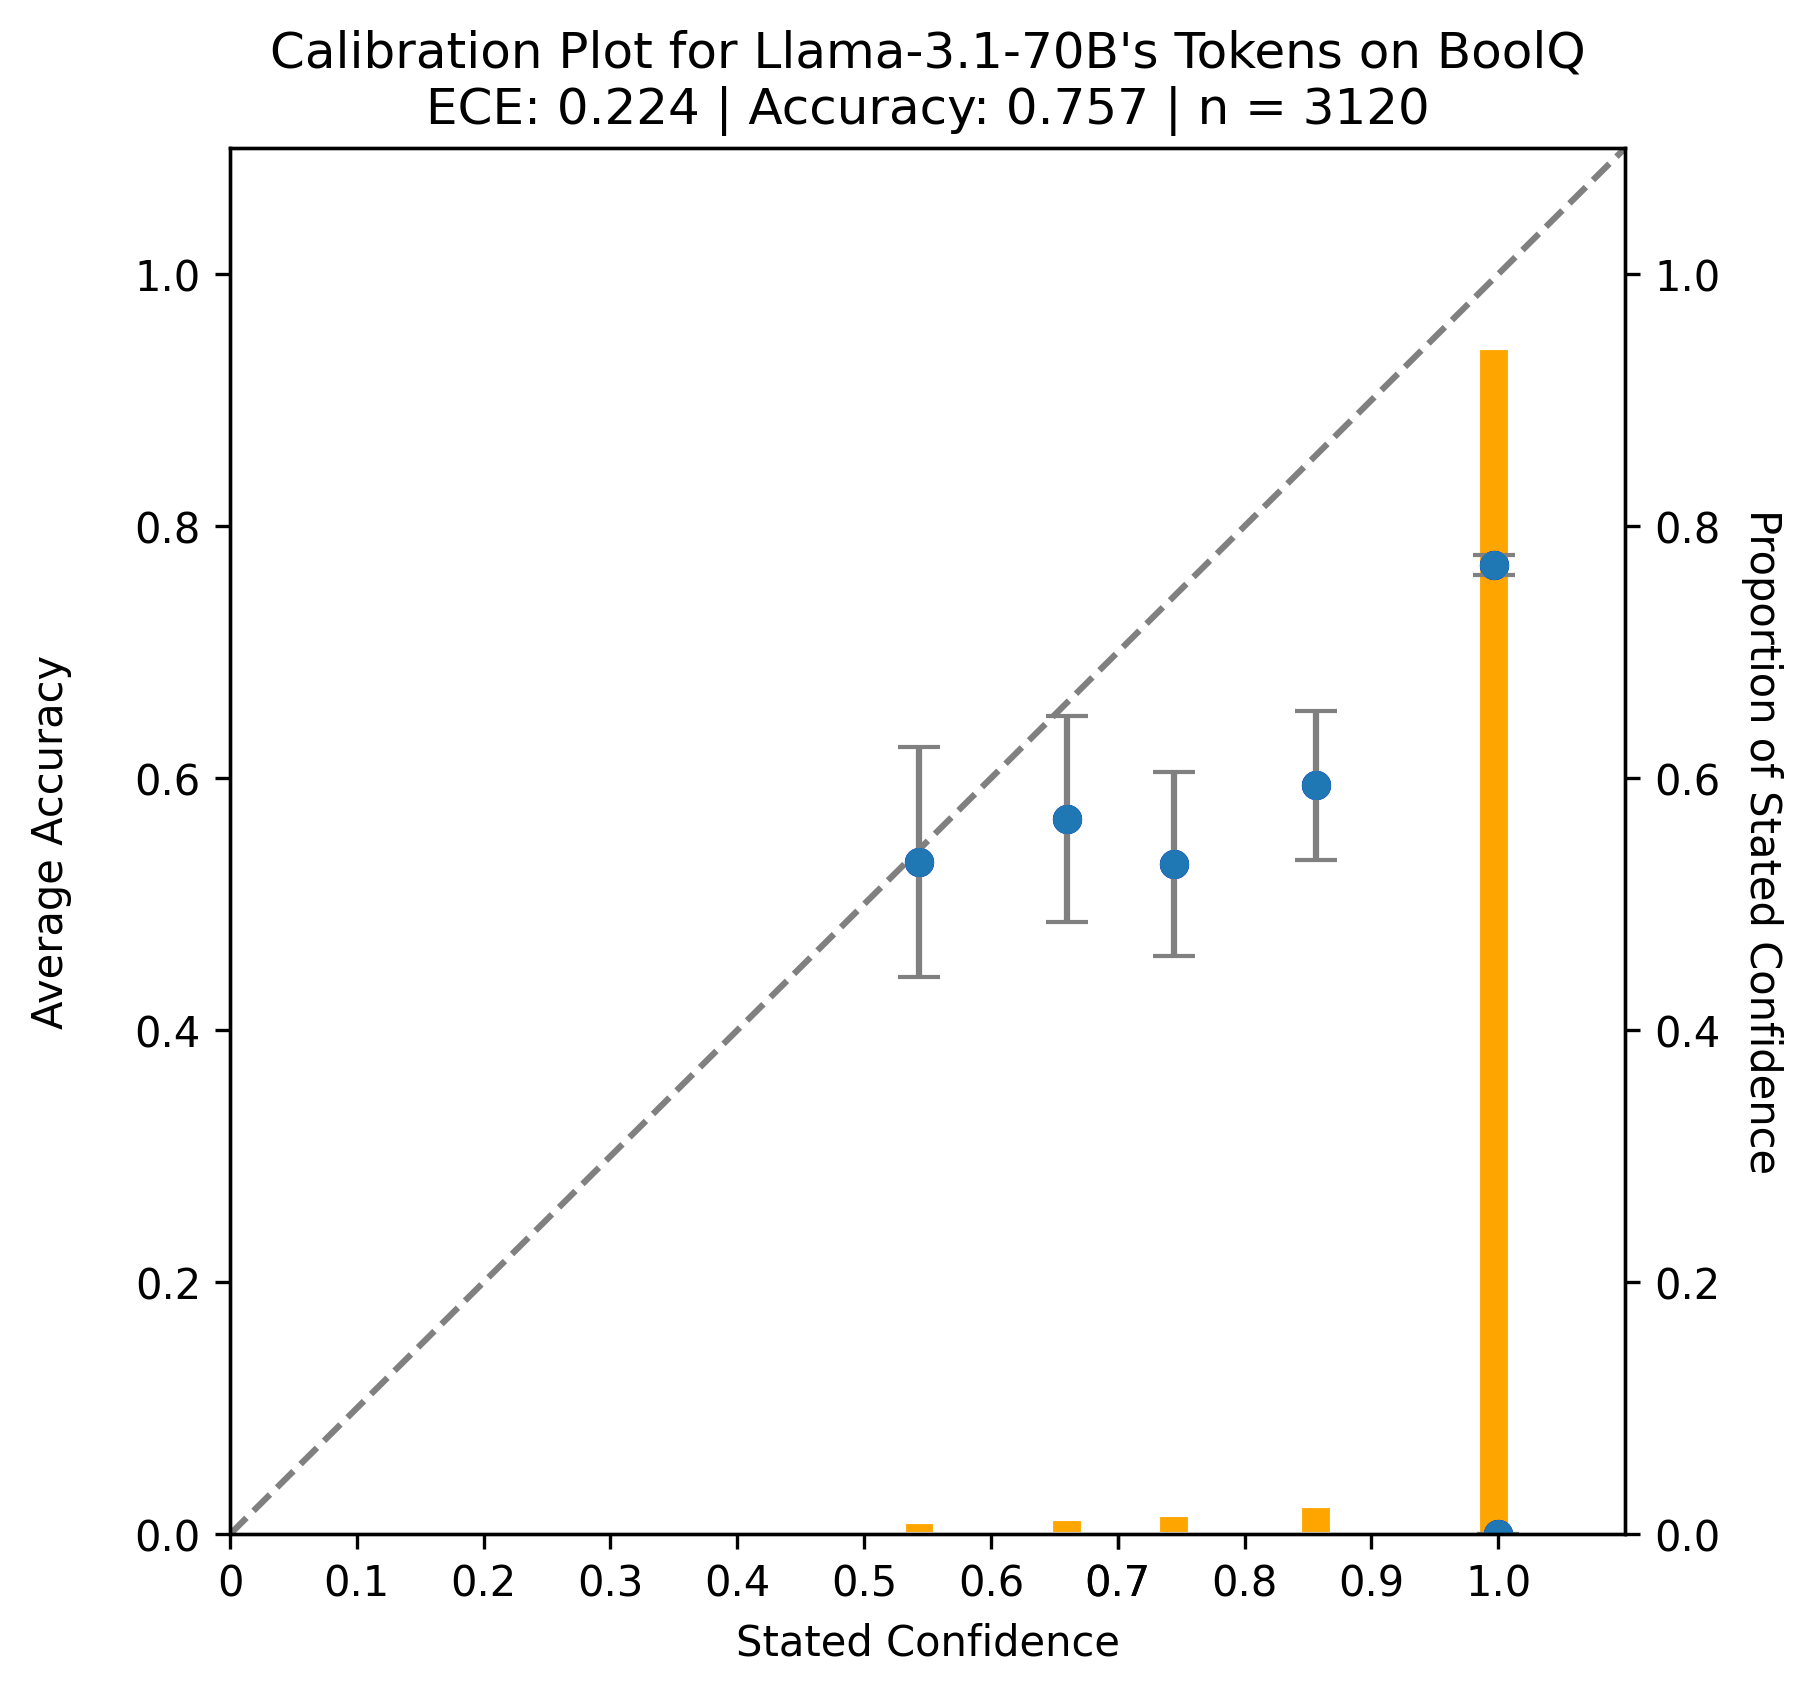 Calibration Plot for Llama-3.1-70B's Tokens on BoolQ
ECE: 0.224 | Accuracy: 0.757 | n = 3120
Average Accuracy
1.0
0.8
0.6
0.4
0.2
0.0
0 0.1 0.2 0.3 0.4 0.5 0.6 0.7 0.8 0.9 1.0
Stated Confidence
1.0
0.8
0.6
0.4
0.2
0.0
Proportion of Stated Confidence